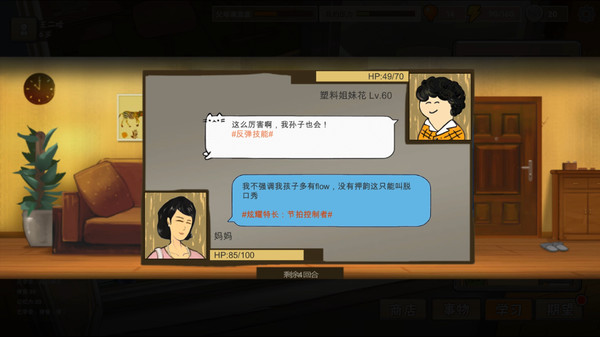 HP:49/70
塑料姐妹花 Lv.60
这么厉害啊，我孙子也会！
#反弹技能#
我不强调我孩子多有flow，没有押韵这只能叫脱
口秀
#炫耀特长：节拍控制者#
妈妈
HP:85/100
剩余4回合